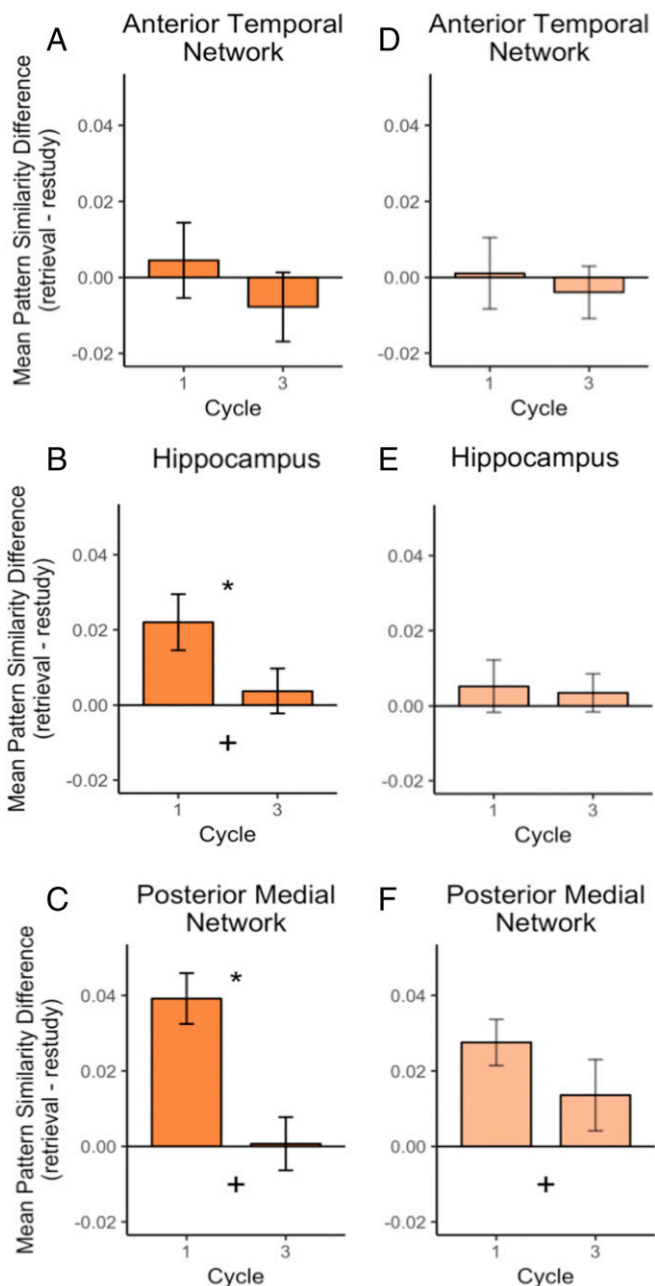 A
Anterior Temporal
Network
Mean Pattern Similarity Difference
(retrieval - restudy)
0.04
0.02
0.00
-0.02
1
3
Cycle
D
Anterior Temporal
Network
0.04
0.02
0.00
-0.02
1
3
Cycle
B
Hippocampus
Mean Pattern Similarity Difference
(retrieval - restudy)
0.04
0.02
0.00
-0.02
*
+
1
3
Cycle
E
Hippocampus
0.04
0.02
0.00
-0.02
1
3
Cycle
C
Posterior Medial
Network
Mean Pattern Similarity Difference
(retrieval - restudy)
0.04
0.02
0.00
-0.02
*
+
1
3
Cycle
F
Posterior Medial
Network
0.04
0.02
0.00
-0.02
+
1
3
Cycle